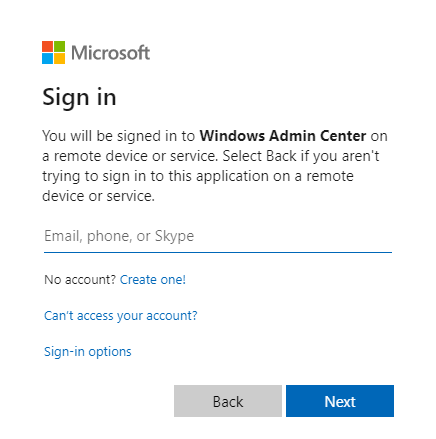 Microsoft
Sign in
You will be signed in to Windows Admin Center on
a remote device or service. Select Back if you aren't
trying to sign in to this application on a remote
device or service.
Email, phone, or Skype
No account? Create one!
Can't access your account?
Sign-in options
Back Next